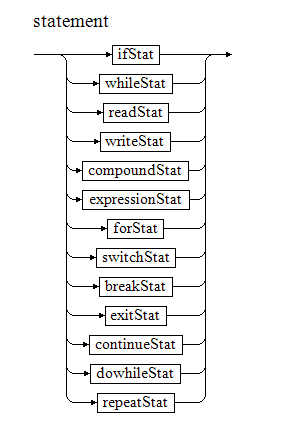 statement
ifStat
whileStat
readStat
writeStat
compoundStat
expressionStat
forStat
switchStat
breakStat
exitStat
continueStat
dowhileStat
repeatStat